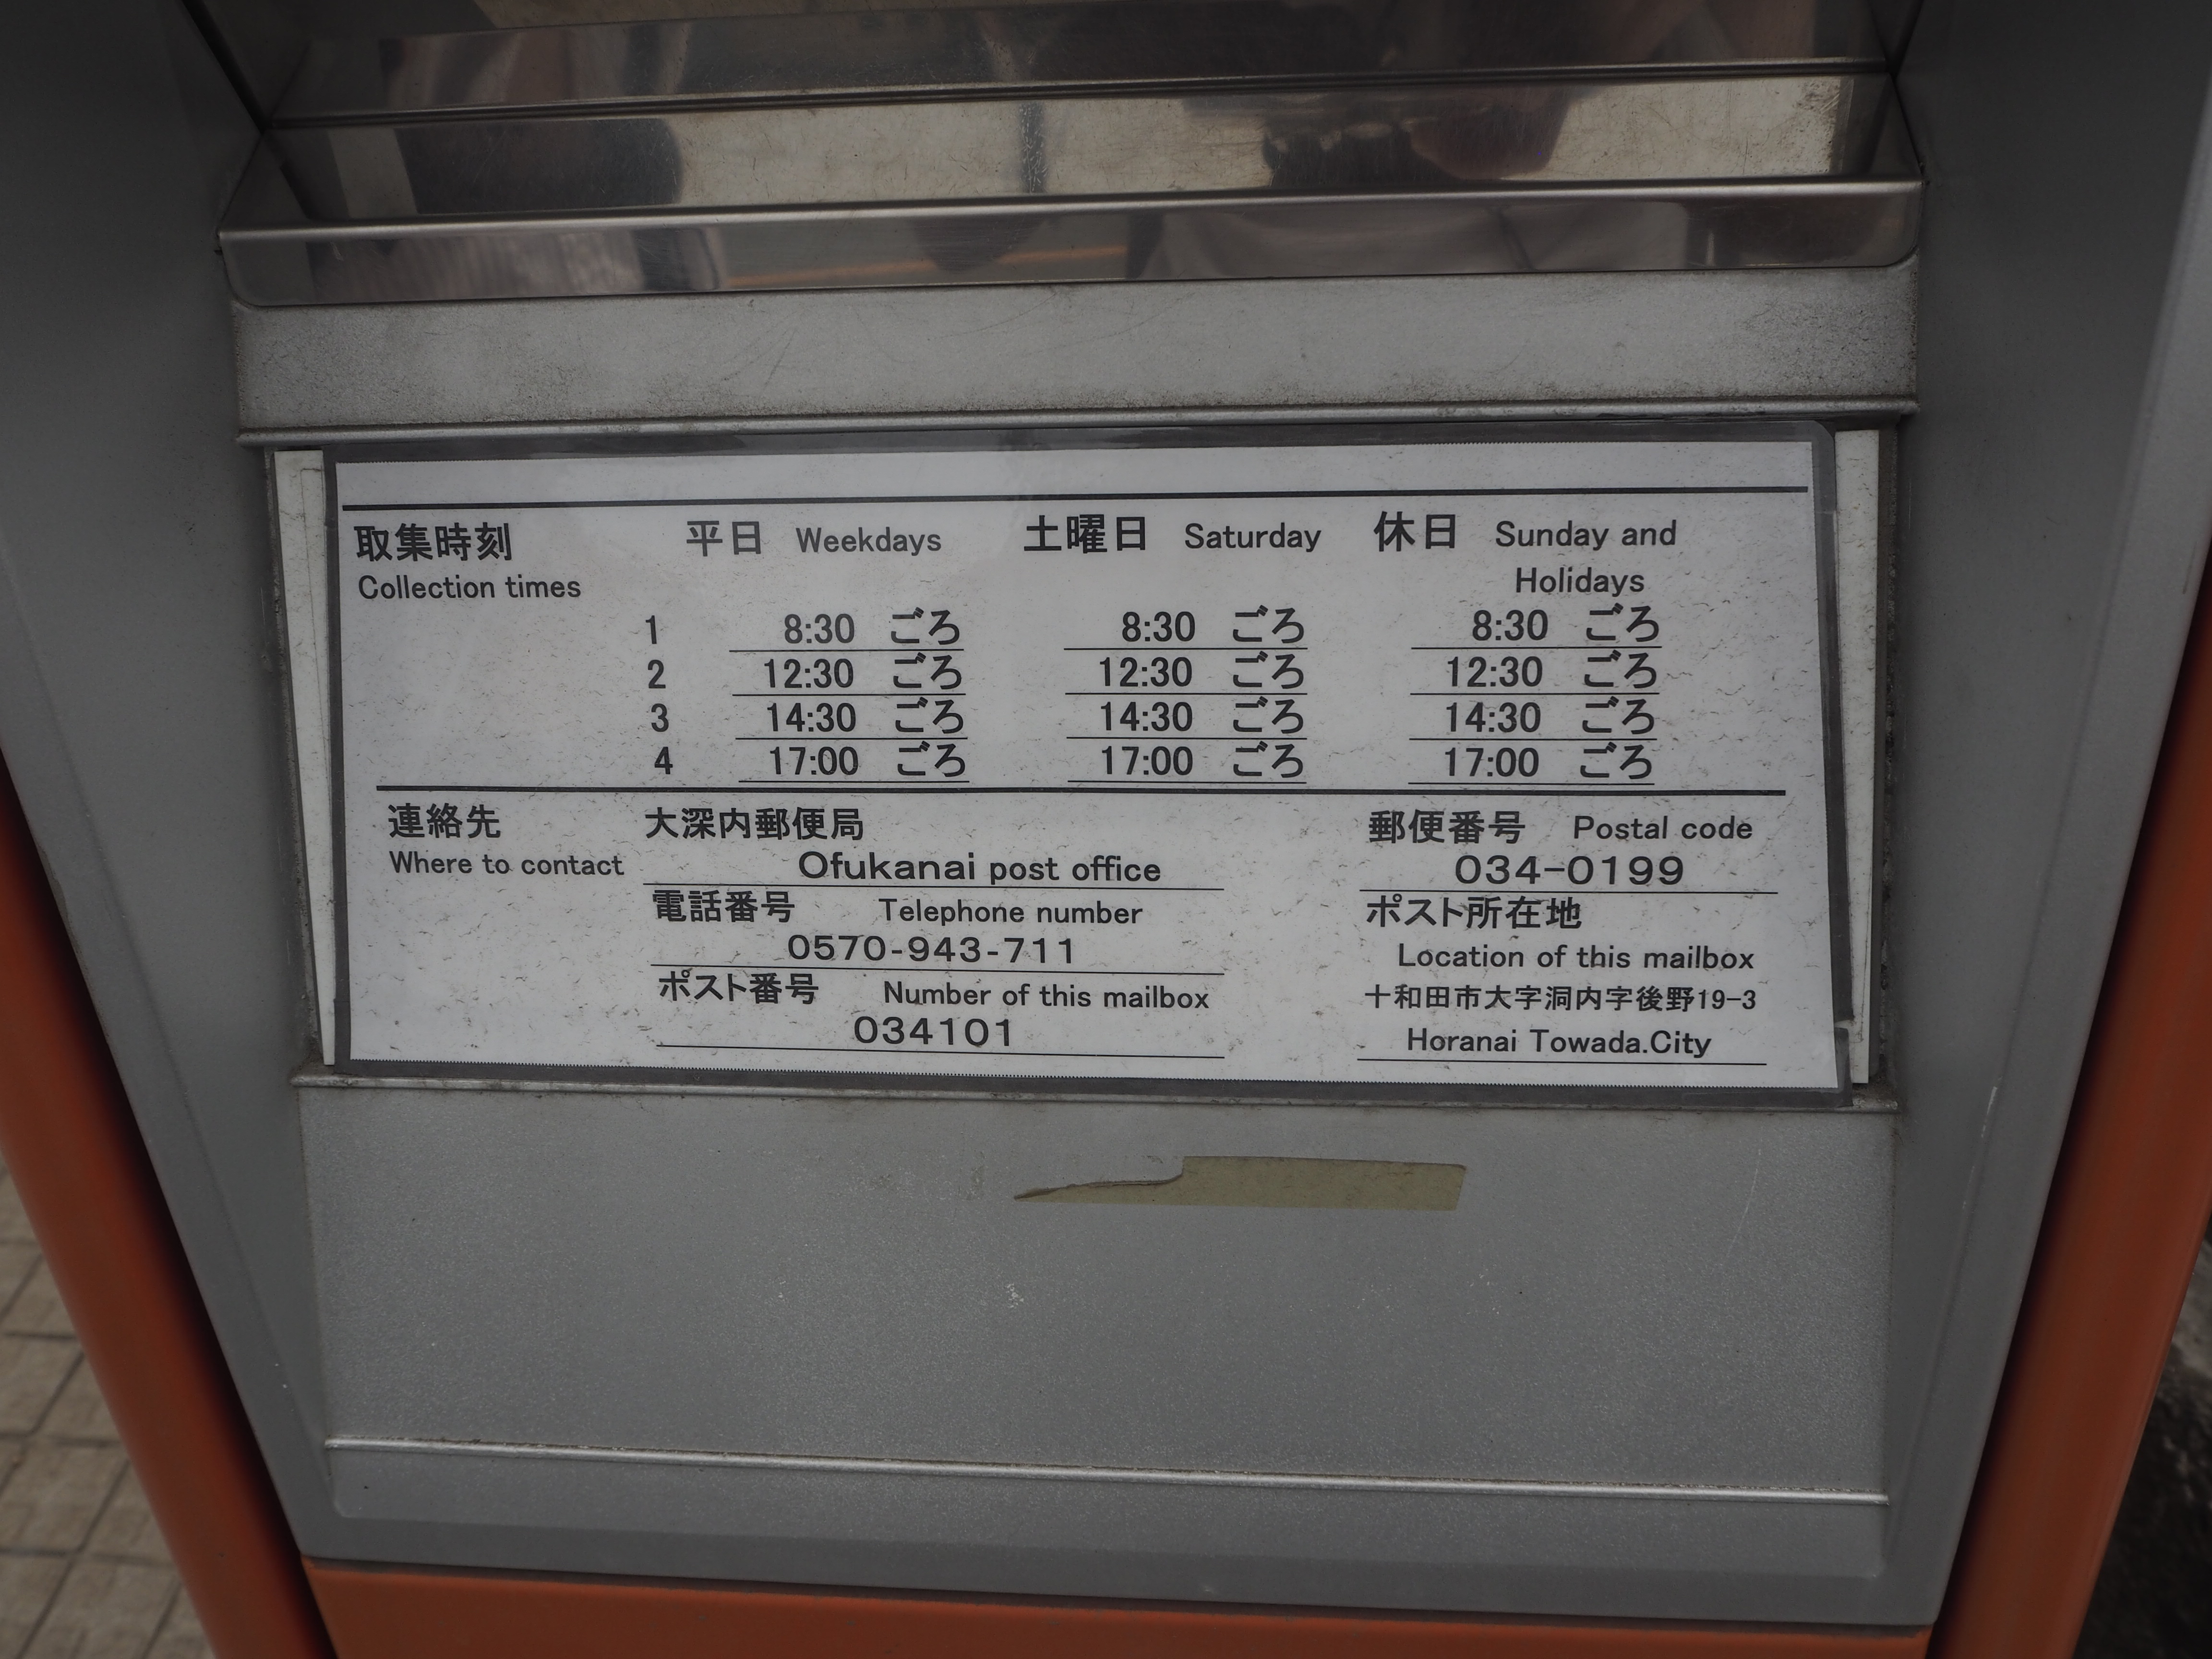 取集時刻 平日 Weekdays 土曜日 Saturday 休日 Sunday and
Collection times Holidays
1 8:30 ごろ 8:30 ごろ 8:30 ごろ
2 12:30 ごろ 12:30 ごろ 12:30 ごろ
3 14:30 ごろ 14:30 ごろ 14:30 ごろ
4 17:00 ごろ 17:00 ごろ 17:00 ごろ
連絡先 大深内郵便局 郵便番号 Postal code
Where to contact Ofukanai post office 034-0199
電話番号 Telephone number ポスト所在地
0570-943-711 Location of this mailbox
ポスト番号 Number of this mailbox 十和田市大字洞内字後野19-3
034101 Horanai Towada.City